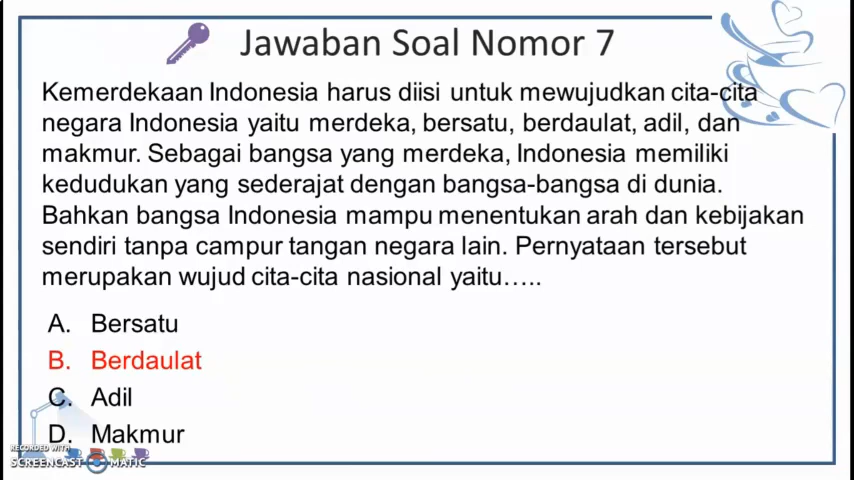 Jawaban Soal Nomor 7
Kemerdekaan Indonesia harus diisi untuk mewujudkan cita-cita
negara Indonesia yaitu merdeka, bersatu, berdaulat, adil, dan
makmur. Sebagai bangsa yang merdeka, Indonesia memiliki
kedudukan yang sederajat dengan bangsa-bangsa di dunia.
Bahkan bangsa Indonesia mampu menentukan arah dan kebijakan
sendiri tanpa campur tangan negara lain. Pernyataan tersebut
merupakan wujud cita-cita nasional yaitu…..
A. Bersatu
B. Berdaulat
C. Adil
D. Makmur
RECORDED WITH
SCREENCAST MATIC